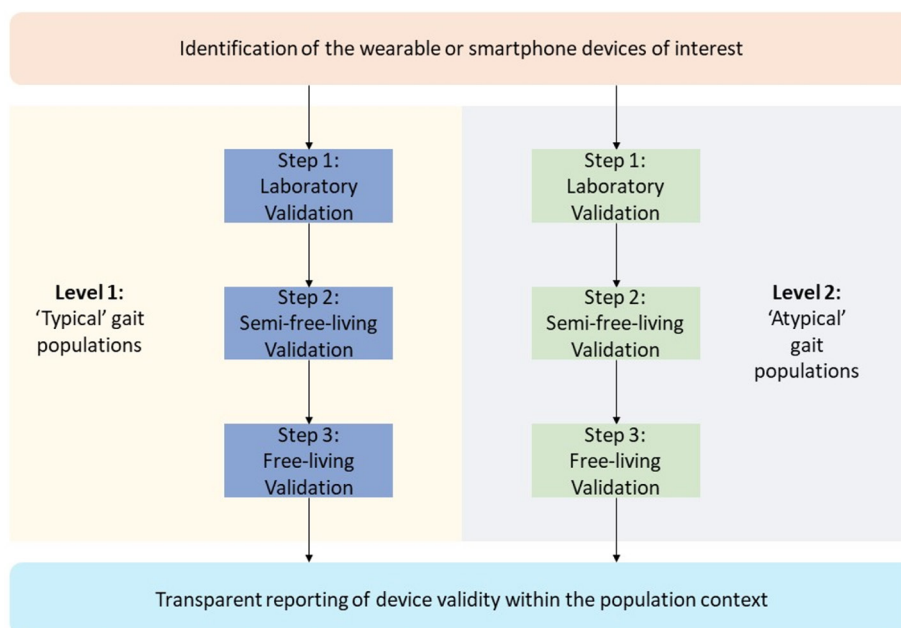 Identification of the wearable or smartphone devices of interest
Level 1:
‘Typical’ gait
populations
Step 1:
Laboratory
Validation
Step 2:
Semi-free-living
Validation
Step 3:
Free-living
Validation
Step 1:
Laboratory
Validation
Step 2:
Semi-free-living
Validation
Step 3:
Free-living
Validation
Level 2:
‘Atypical’
gait
populations
Transparent reporting of device validity within the population context